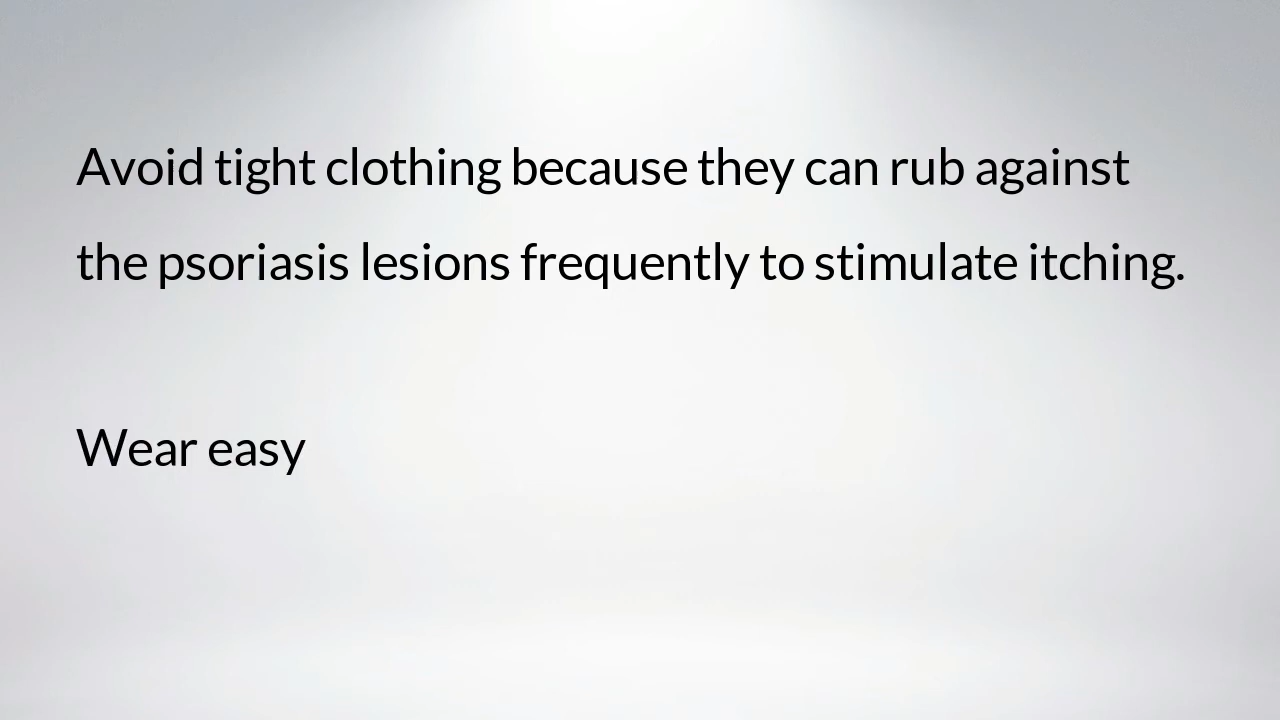 Avoid tight clothing because they can rub against
the psoriasis lesions frequently to stimulate itching.
Wear easy